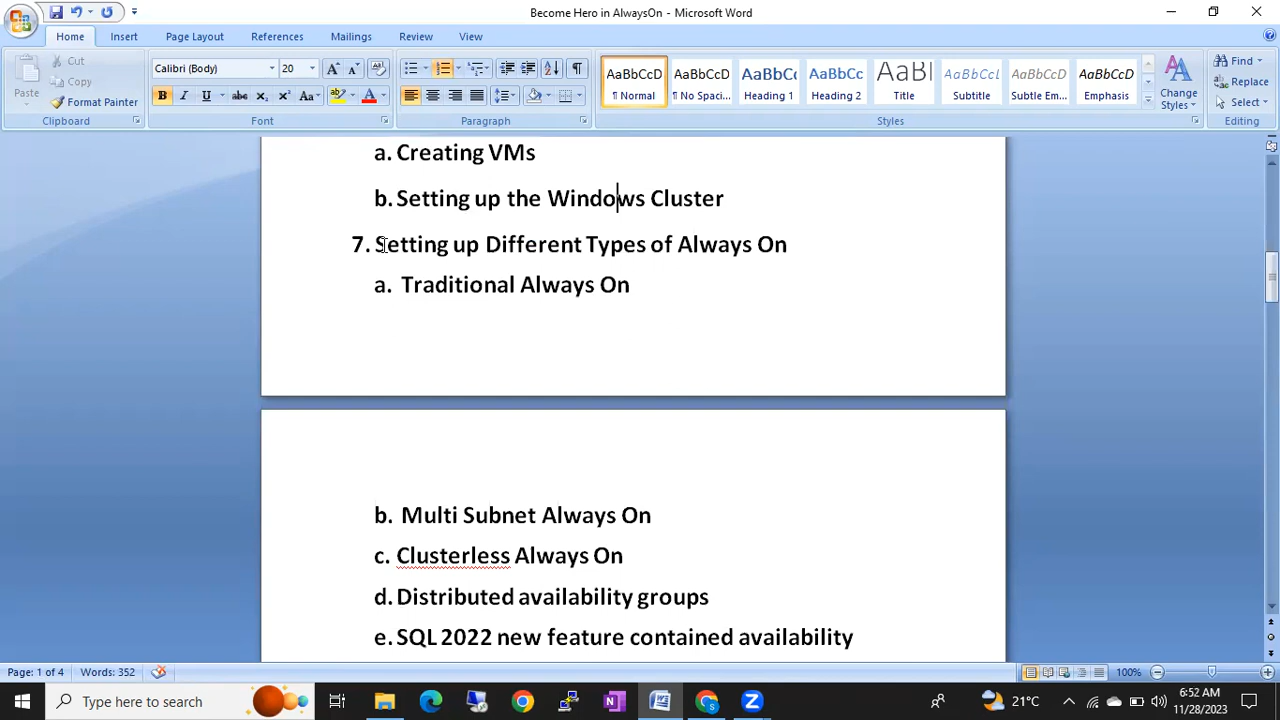 Become Hero in AlwaysOn - Microsoft Word
Home Insert Page Layout References Mailings Review View
Paste
Cut
Copy
Format Painter
Clipboard
Calibri (Body) 20
B I U abc x₂ x² Aa
Font
Paragraph
AaBbCcD AaBbCcD AaBbCc AaBbCc AaBl AaBbCcL AaBbCcD AaBbCcD
¶ Normal ¶ No Spaci... Heading 1 Heading 2 Title Subtitle Subtle Em... Emphasis
Styles
Change Styles
Find
Replace
Select
Editing
a. Creating VMs
b. Setting up the Windows Cluster
7. Setting up Different Types of Always On
a. Traditional Always On
b. Multi Subnet Always On
c. Clusterless Always On
d. Distributed availability groups
e. SQL 2022 new feature contained availability
Page: 1 of 4 Words: 352 100%
Type here to search
21°C
6:52 AM
11/28/2023